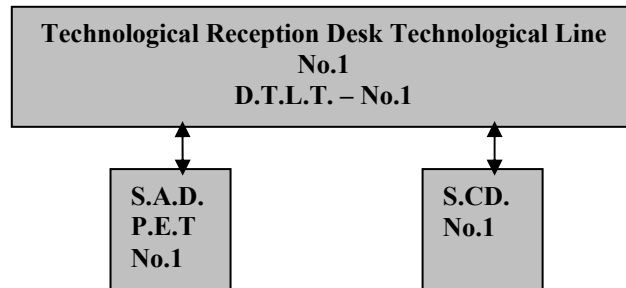 Technological Reception Desk Technological Line
No.1
D.T.L.T. – No.1
S.A.D.
P.E.T
No.1
S.CD.
No.1